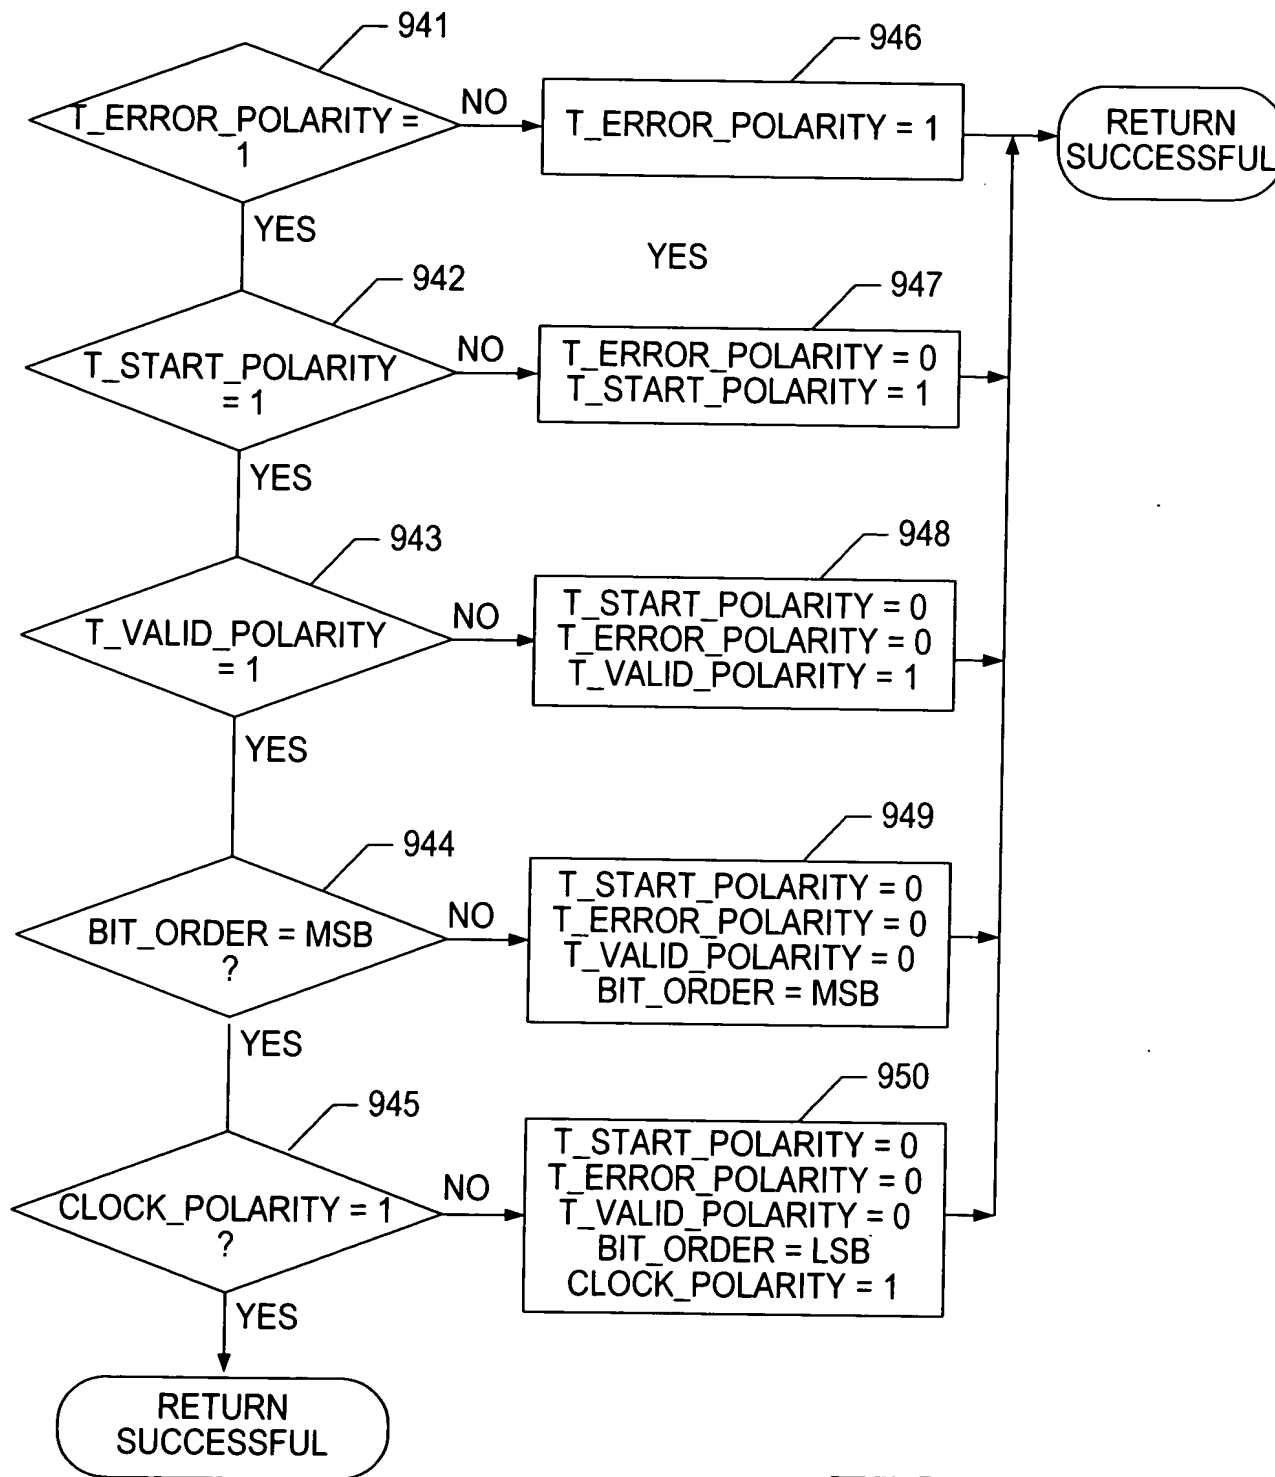 941
T_ERROR_POLARITY =
1
NO
946
T_ERROR_POLARITY = 1
RETURN
SUCCESSFUL
YES
YES
942
T_START_POLARITY
= 1
NO
947
T_ERROR_POLARITY = 0
T_START_POLARITY = 1
YES
943
T_VALID_POLARITY
= 1
NO
948
T_START_POLARITY = 0
T_ERROR_POLARITY = 0
T_VALID_POLARITY = 1
YES
944
BIT_ORDER = MSB
?
NO
949
T_START_POLARITY = 0
T_ERROR_POLARITY = 0
T_VALID_POLARITY = 0
BIT_ORDER = MSB
YES
945
CLOCK_POLARITY = 1
?
NO
950
T_START_POLARITY = 0
T_ERROR_POLARITY = 0
T_VALID_POLARITY = 0
BIT_ORDER = LSB
CLOCK_POLARITY = 1
YES
RETURN
SUCCESSFUL